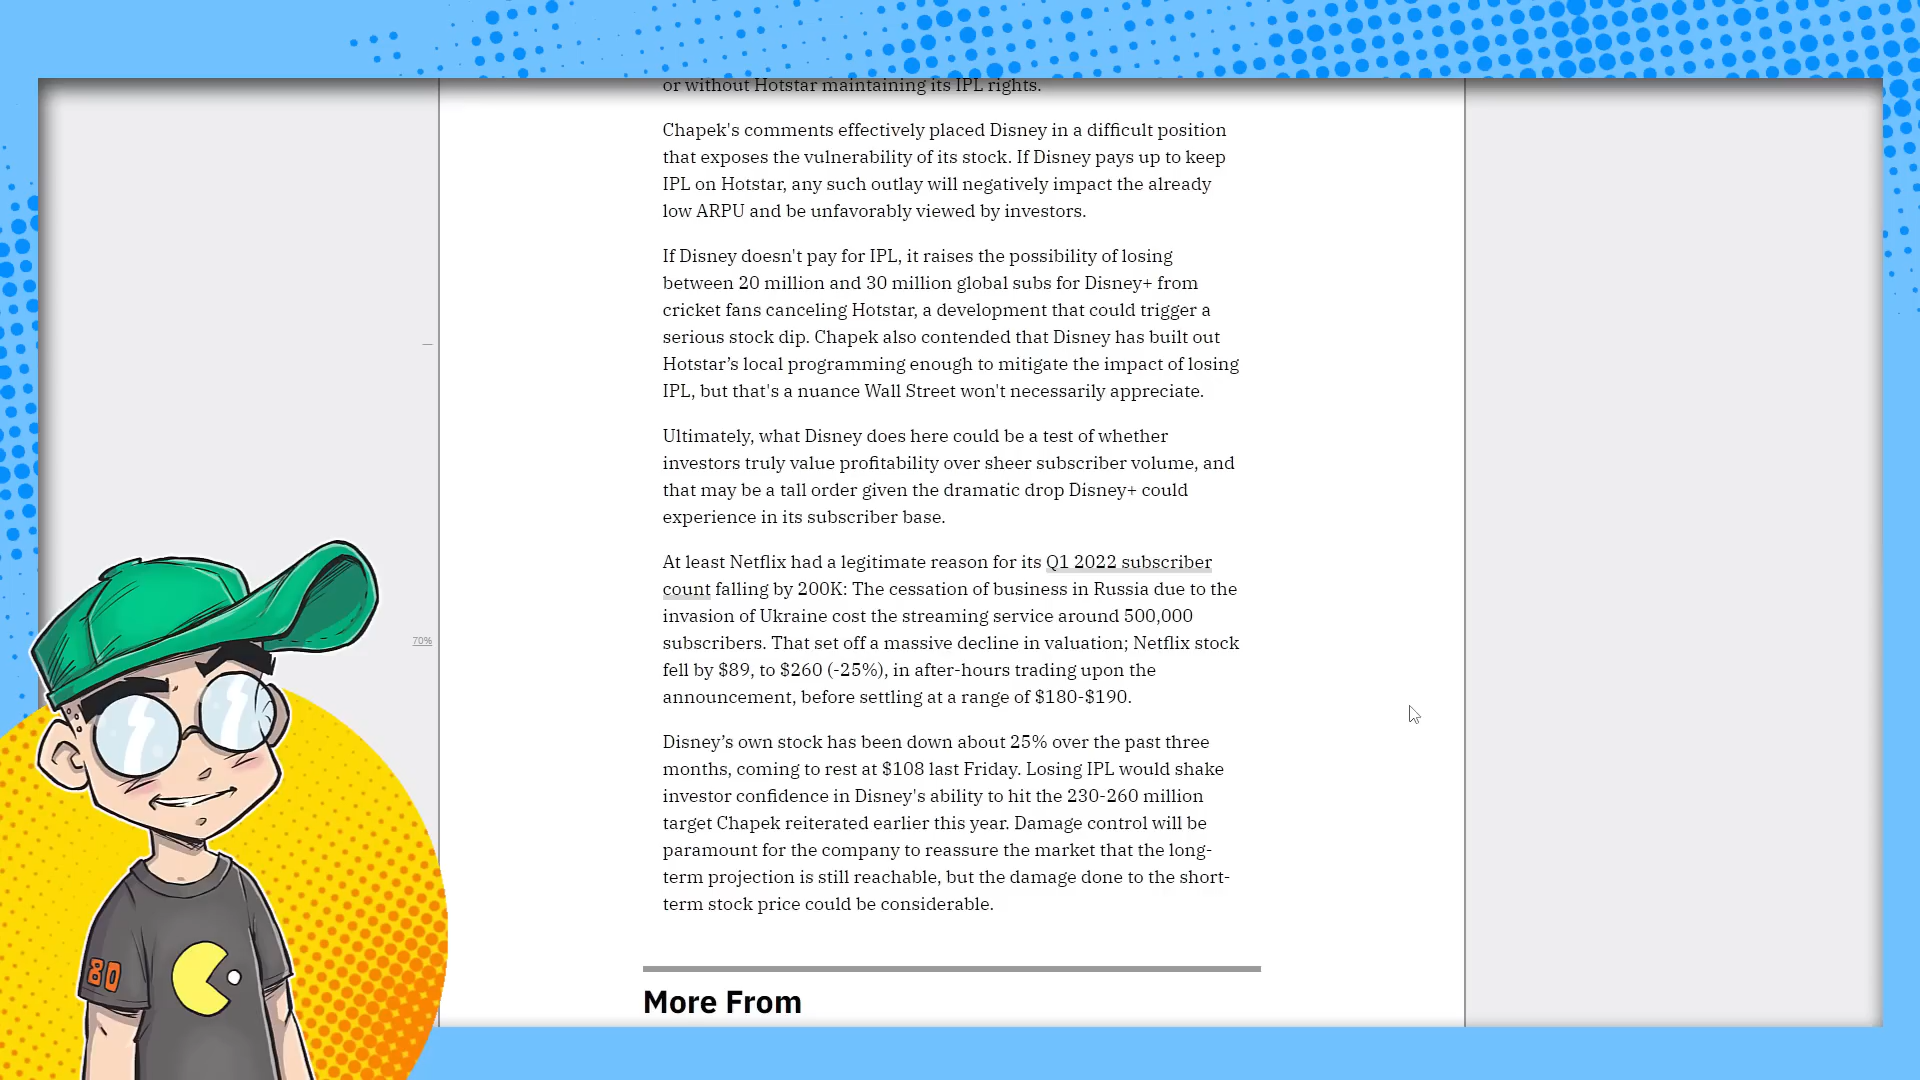 or without Hotstar maintaining its IPL rights.
Chapek's comments effectively placed Disney in a difficult position
that exposes the vulnerability of its stock. If Disney pays up to keep
IPL on Hotstar, any such outlay will negatively impact the already
low ARPU and be unfavorably viewed by investors.
If Disney doesn't pay for IPL, it raises the possibility of losing
between 20 million and 30 million global subs for Disney+ from
cricket fans canceling Hotstar, a development that could trigger a
serious stock dip. Chapek also contended that Disney has built out
Hotstar’s local programming enough to mitigate the impact of losing
IPL, but that's a nuance Wall Street won't necessarily appreciate.
Ultimately, what Disney does here could be a test of whether
investors truly value profitability over sheer subscriber volume, and
that may be a tall order given the dramatic drop Disney+ could
experience in its subscriber base.
At least Netflix had a legitimate reason for its Q1 2022 subscriber
count falling by 200K: The cessation of business in Russia due to the
invasion of Ukraine cost the streaming service around 500,000
subscribers. That set off a massive decline in valuation; Netflix stock
fell by $89, to $260 (-25%), in after-hours trading upon the
announcement, before settling at a range of $180-$190.
Disney’s own stock has been down about 25% over the past three
months, coming to rest at $108 last Friday. Losing IPL would shake
investor confidence in Disney's ability to hit the 230-260 million
target Chapek reiterated earlier this year. Damage control will be
paramount for the company to reassure the market that the long-
term projection is still reachable, but the damage done to the short-
term stock price could be considerable.
More From
70%
80